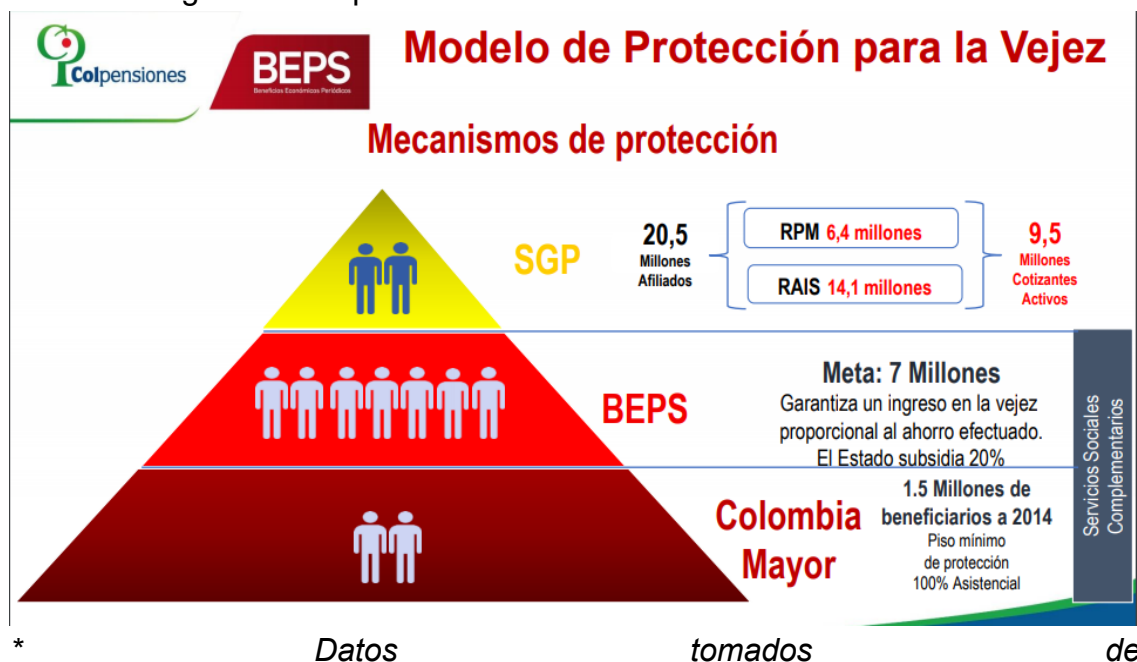 Colpensiones
BEPS
Beneficios Económicos Periódicos
Modelo de Protección para la Vejez
Mecanismos de protección
SGP
20,5
Millones
Afiliados
RPM 6,4 millones
RAIS 14,1 millones
9,5
Millones
Cotizantes
Activos
BEPS
Meta: 7 Millones
Garantiza un ingreso en la vejez
proporcional al ahorro efectuado.
El Estado subsidia 20%
Colombia
Mayor
1.5 Millones de
beneficiarios a 2014
Piso mínimo
de protección
100% Asistencial
Servicios Sociales
Complementarios
* Datos tomados de